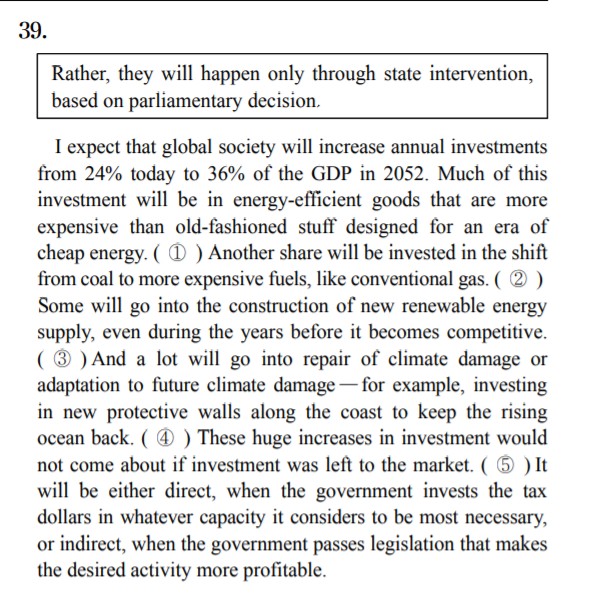 39.
Rather, they will happen only through state intervention,
based on parliamentary decision.
I expect that global society will increase annual investments
from 24% today to 36% of the GDP in 2052. Much of this
investment will be in energy-efficient goods that are more
expensive than old-fashioned stuff designed for an era of
cheap energy. ( ① ) Another share will be invested in the shift
from coal to more expensive fuels, like conventional gas. ( ② )
Some will go into the construction of new renewable energy
supply, even during the years before it becomes competitive.
( ③ ) And a lot will go into repair of climate damage or
adaptation to future climate damage — for example, investing
in new protective walls along the coast to keep the rising
ocean back. ( ④ ) These huge increases in investment would
not come about if investment was left to the market. ( ⑤ ) It
will be either direct, when the government invests the tax
dollars in whatever capacity it considers to be most necessary,
or indirect, when the government passes legislation that makes
the desired activity more profitable.